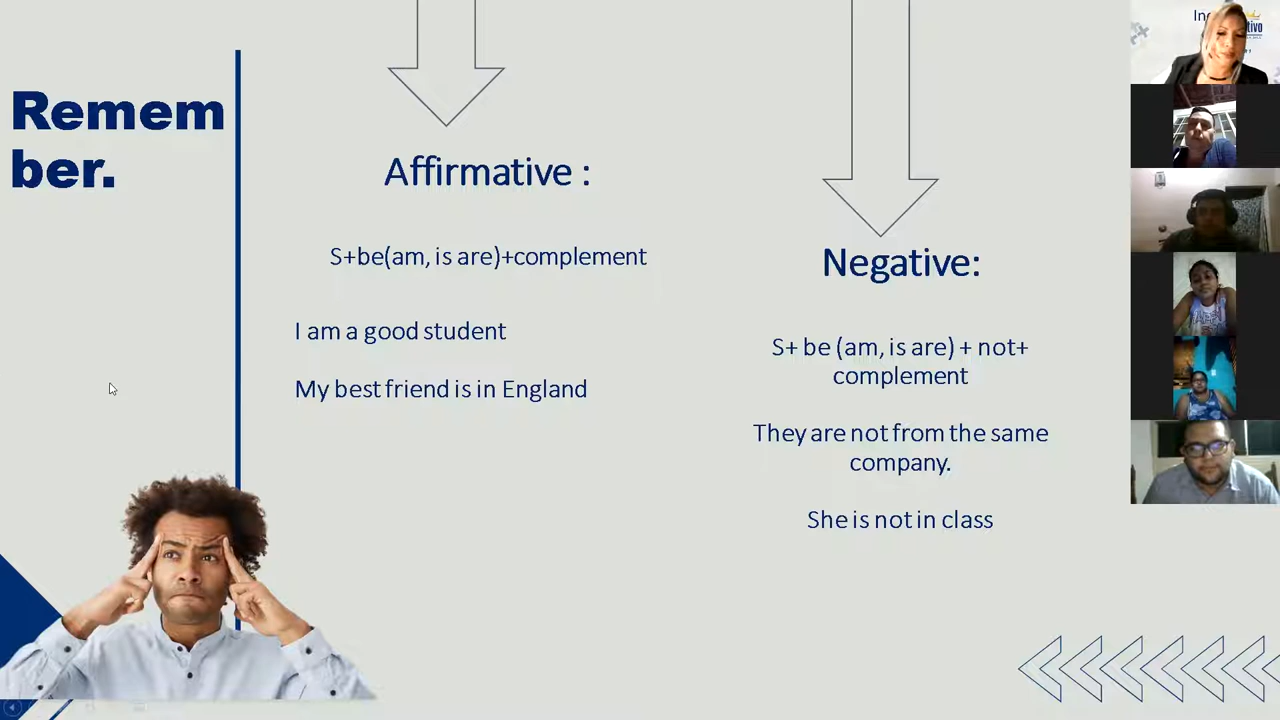 Remem
ber.
Affirmative :
S+be(am, is are)+complement
I am a good student
My best friend is in England
Negative:
S+ be (am, is are) + not+
complement
They are not from the same
company.
She is not in class